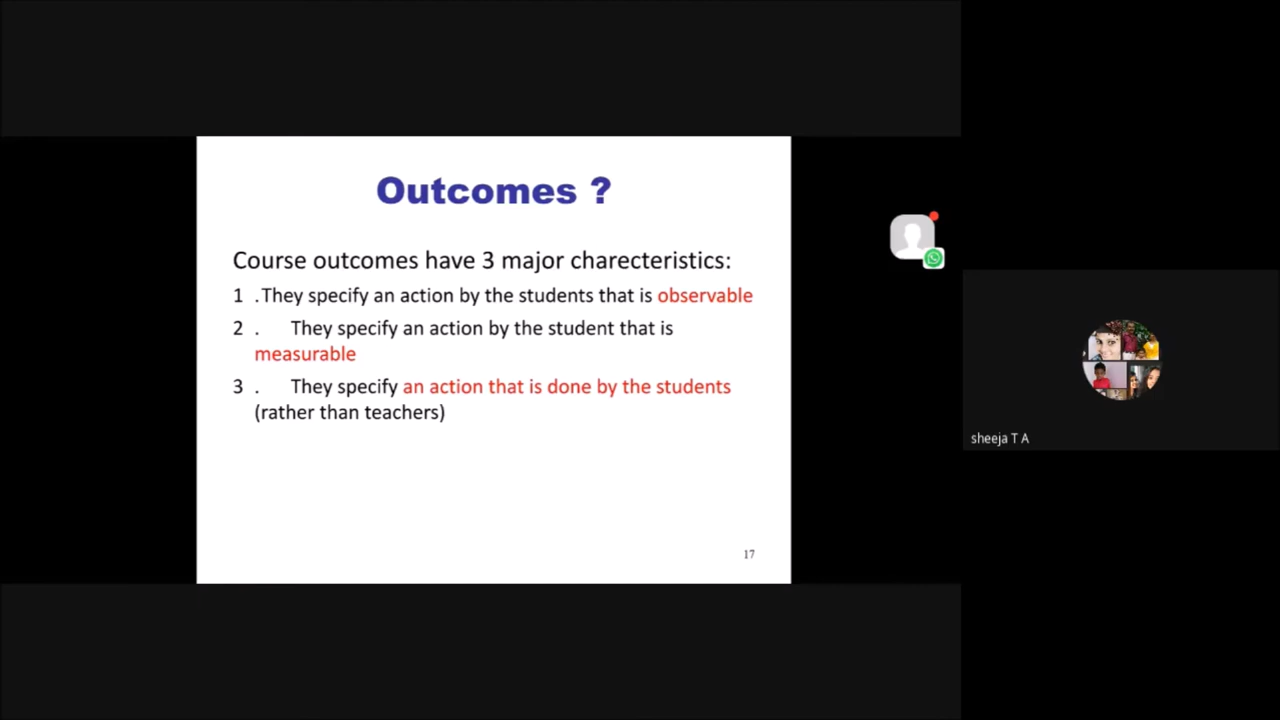 Outcomes ?
Course outcomes have 3 major charecteristics:
1 .They specify an action by the students that is observable
2 . They specify an action by the student that is
measurable
3 . They specify an action that is done by the students
(rather than teachers)
17
sheeja T A